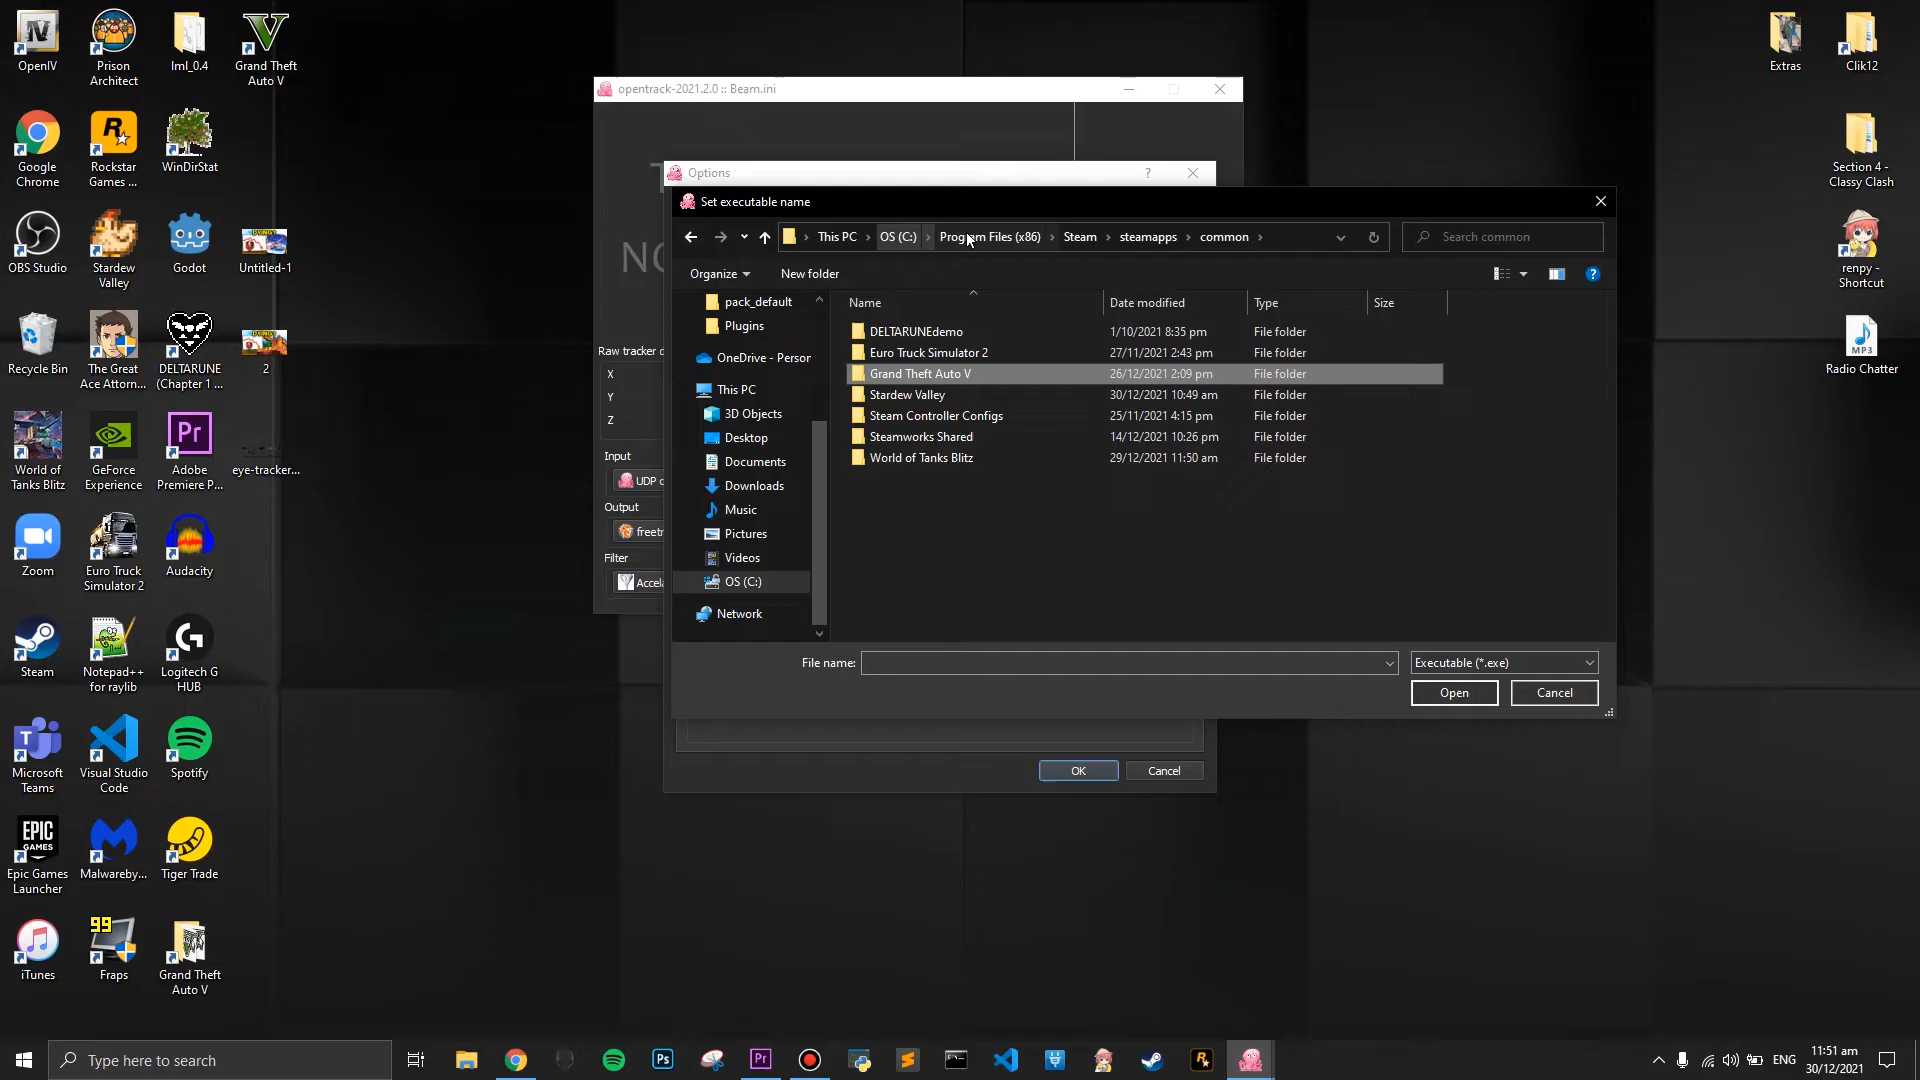 OpenIV
Prison
Architect
lml_0.4
Grand Theft
Auto V
Google
Chrome
Rockstar
Games ...
WinDirStat
OBS Studio
Stardew
Valley
Godot
Untitled-1
Recycle Bin
The Great
Ace Attorn...
DELTARUNE
(Chapter 1 ...
2
World of
Tanks Blitz
GeForce
Experience
Pr
Adobe
Premiere P...
eye-tracker...
Zoom
Euro Truck
Simulator 2
Audacity
Steam
Notepad++
for raylib
Logitech G
HUB
Microsoft
Teams
Visual Studio
Code
Spotify
EPIC
GAMES
Epic Games
Launcher
Malwareby...
Tiger Trade
iTunes
99
Fraps
Grand Theft
Auto V
Extras
Clik12
Section 4 -
Classy Clash
renpy -
Shortcut
MP3
Radio Chatter
opentrack-2021.2.0 :: Beam.ini
Options
?
Set executable name
This PC
OS (C:)
Program Files (x86)
Steam
steamapps
common
Search common
Organize
New folder
?
pack_default
Plugins
OneDrive - Person
This PC
3D Objects
Desktop
Documents
Downloads
Music
Pictures
Videos
OS (C:)
Network
Name
Date modified
Type
Size
DELTARUNEdemo
1/10/2021 8:35 pm
File folder
Euro Truck Simulator 2
27/11/2021 2:43 pm
File folder
Grand Theft Auto V
26/12/2021 2:09 pm
File folder
Stardew Valley
30/12/2021 10:49 am
File folder
Steam Controller Configs
25/11/2021 4:15 pm
File folder
Steamworks Shared
14/12/2021 10:26 pm
File folder
World of Tanks Blitz
29/12/2021 11:50 am
File folder
Raw tracker
X
Y
Z
Input
UDP
Output
Filter
Accela
File name:
Executable (*.exe)
Open
Cancel
OK
Cancel
Type here to search
Ps
Pr
ENG
11:51 am
30/12/2021